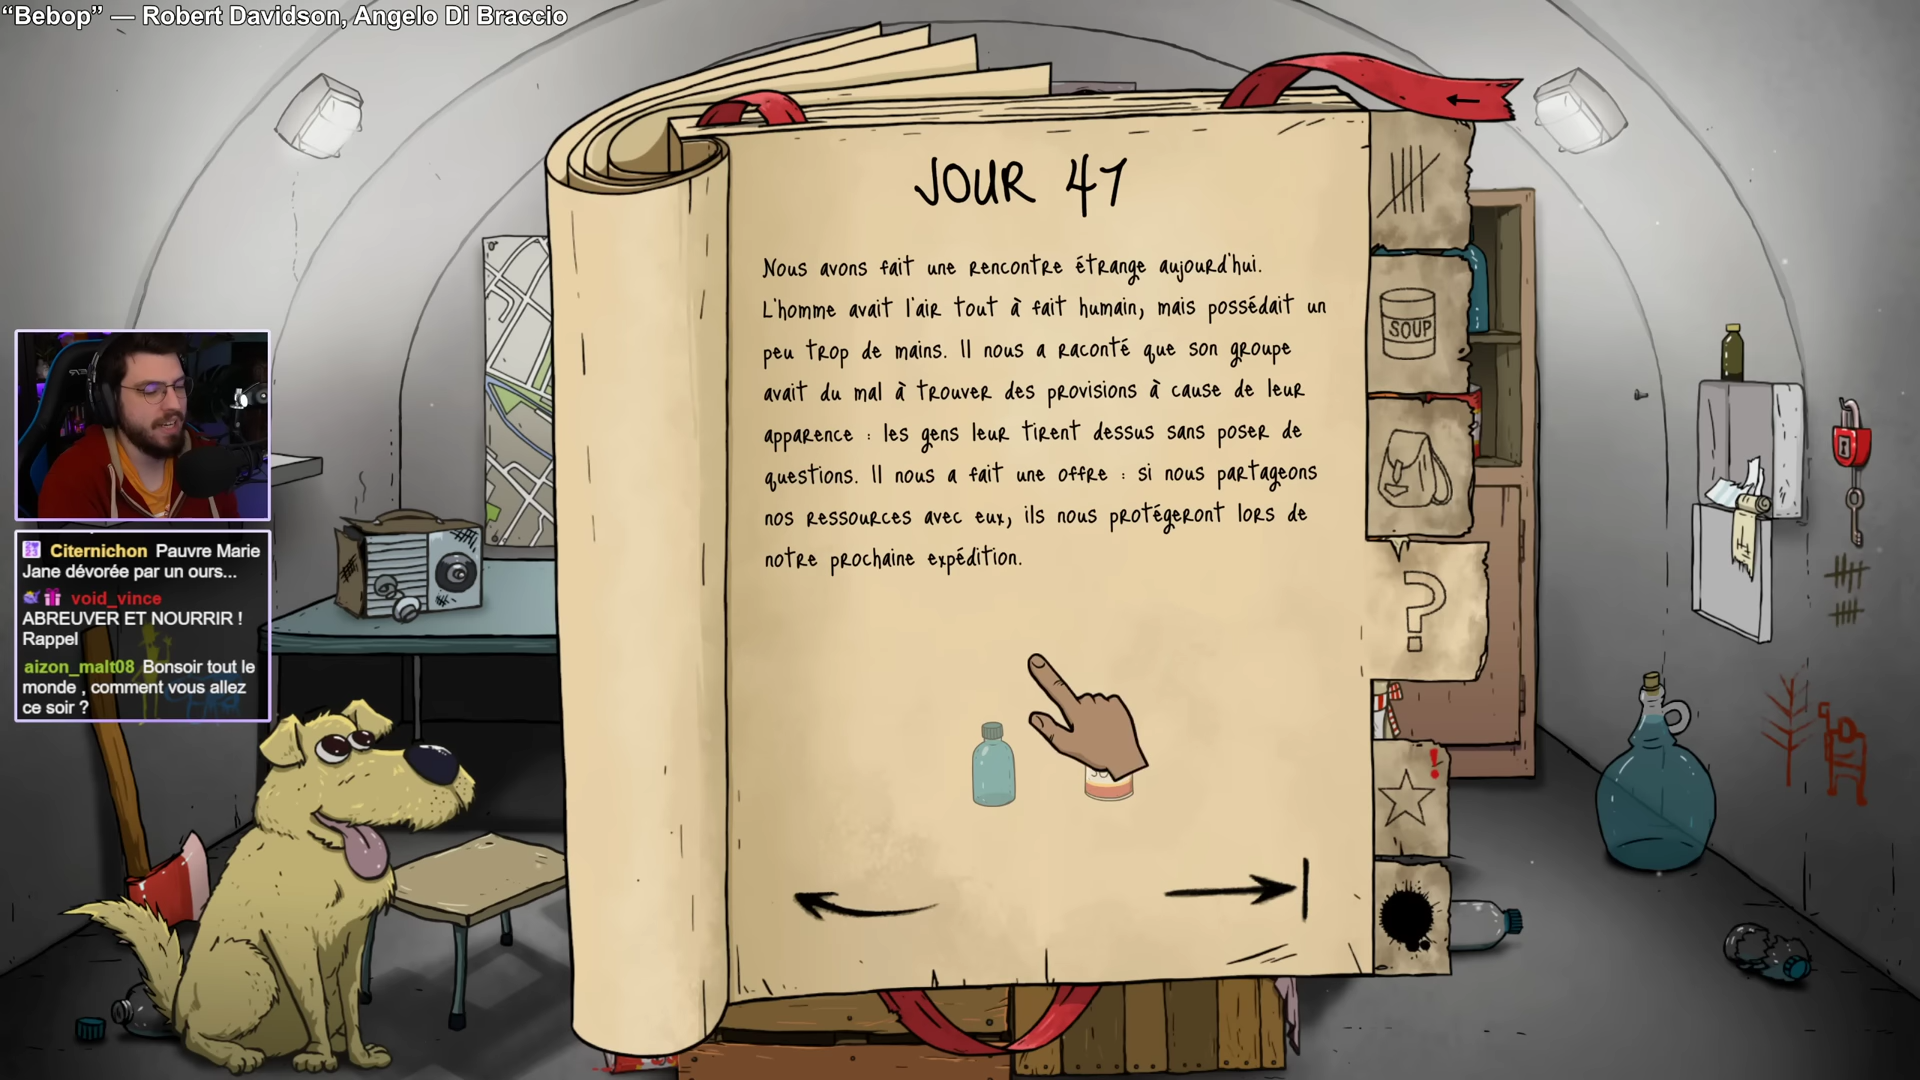 “Bebop” — Robert Davidson, Angelo Di Braccio
JOUR 47
Nous avons fait une rencontre étrange aujourd'hui.
L'homme avait l'air tout à fait humain, mais possédait un
peu trop de mains. Il nous a raconté que son groupe
avait du mal à trouver des provisions à cause de leur
apparence : les gens leur tirent dessus sans poser de
questions. Il nous a fait une offre : si nous partageons
nos ressources avec eux, ils nous protégeront lors de
notre prochaine expédition.
SOUP
?
!
Citernichon Pauvre Marie
Jane dévorée par un ours...
void_vince
ABREUVER ET NOURRIR !
Rappel
aizon_malt08 Bonsoir tout le
monde , comment vous allez
ce soir ?